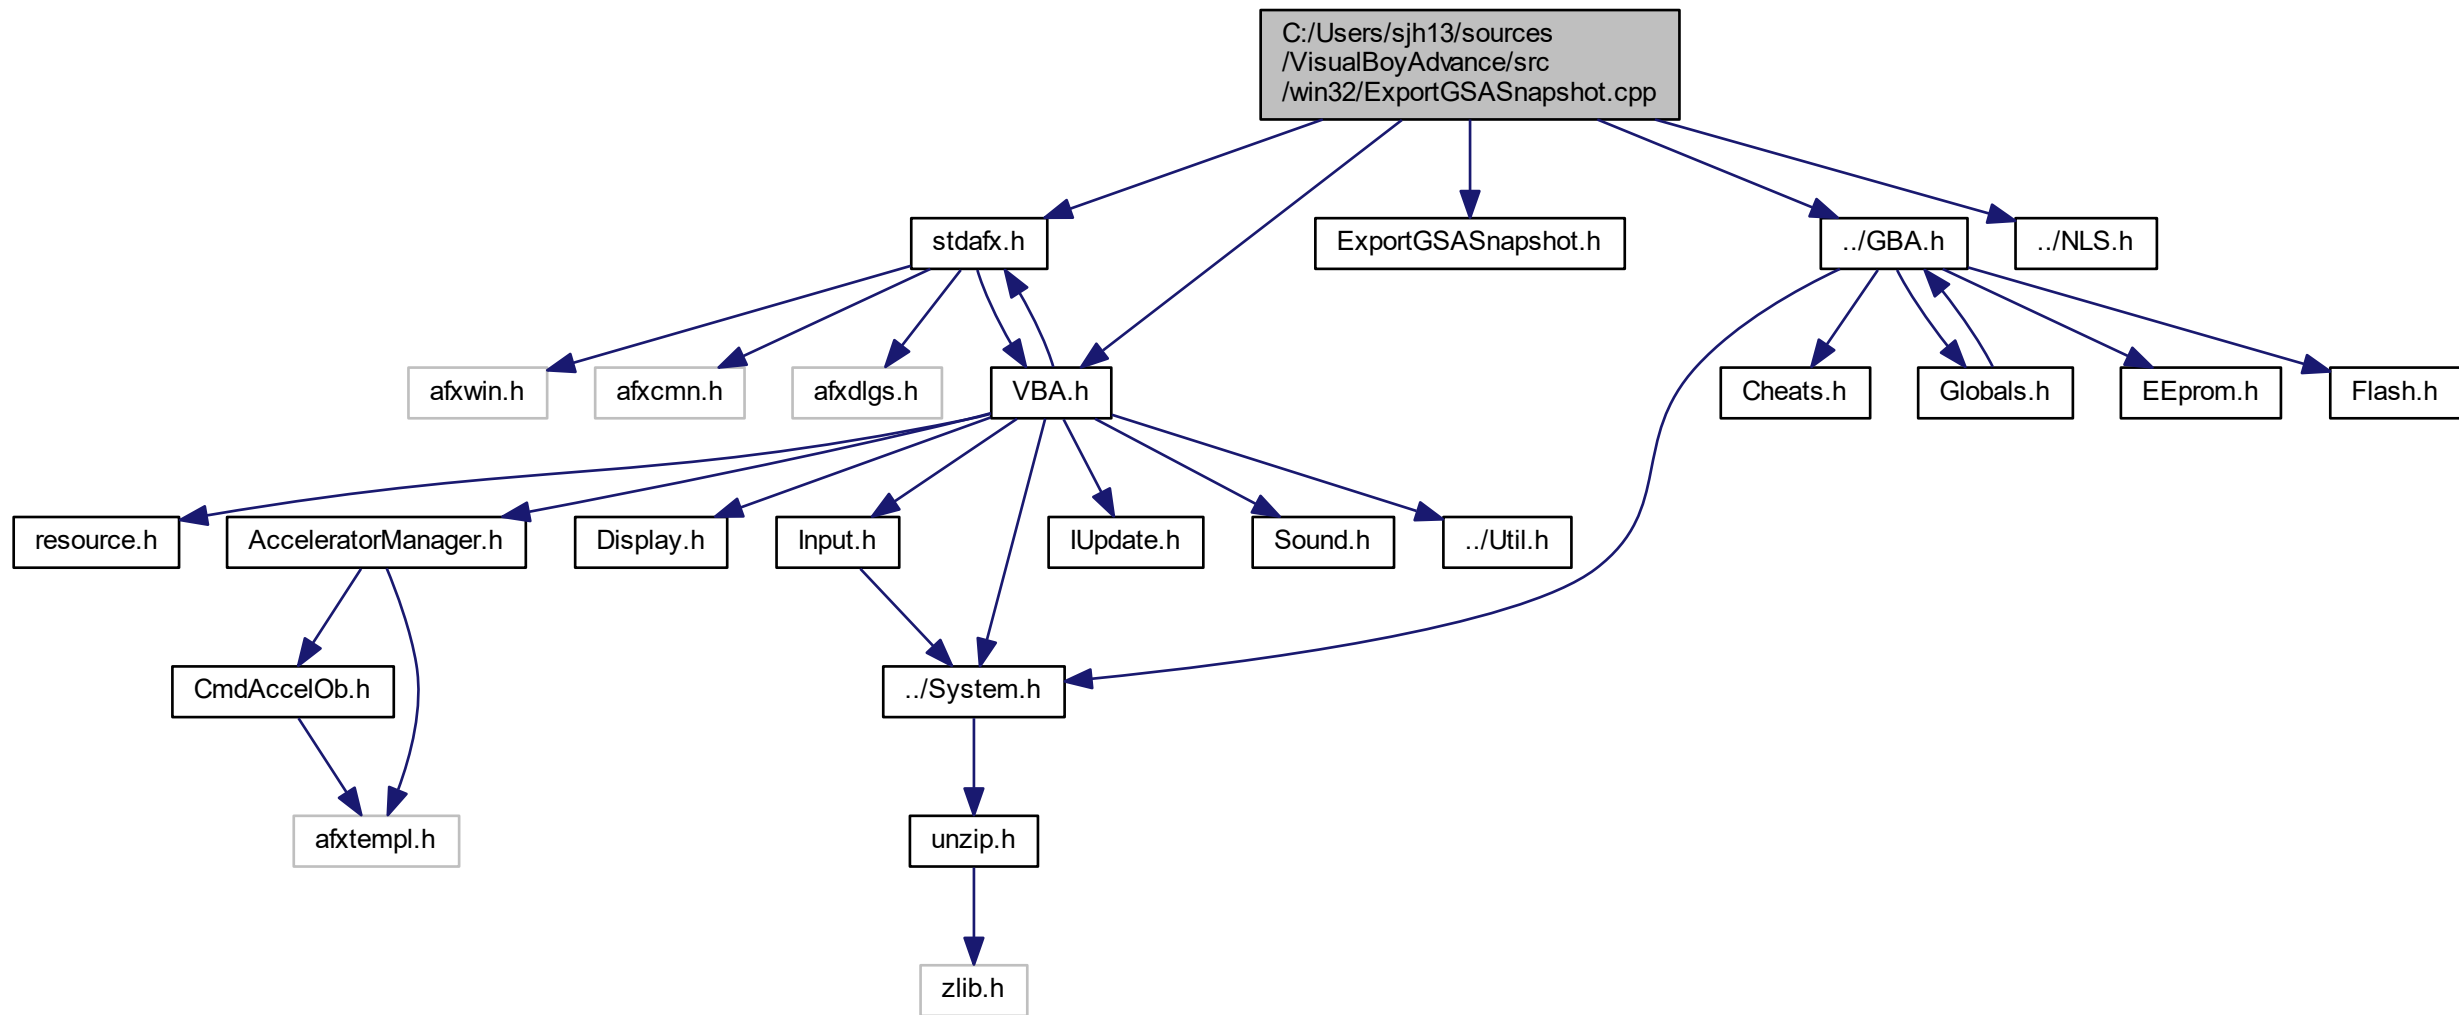 C:/Users/sjh13/sources
/VisualBoyAdvance/src
/win32/ExportGSASnapshot.cpp
stdafx.h
ExportGSASnapshot.h
../GBA.h
../NLS.h
afxwin.h
afxcmn.h
afxdlgs.h
VBA.h
Cheats.h
Globals.h
EEprom.h
Flash.h
resource.h
AcceleratorManager.h
Display.h
Input.h
IUpdate.h
Sound.h
../Util.h
CmdAccelOb.h
../System.h
afxtempl.h
unzip.h
zlib.h